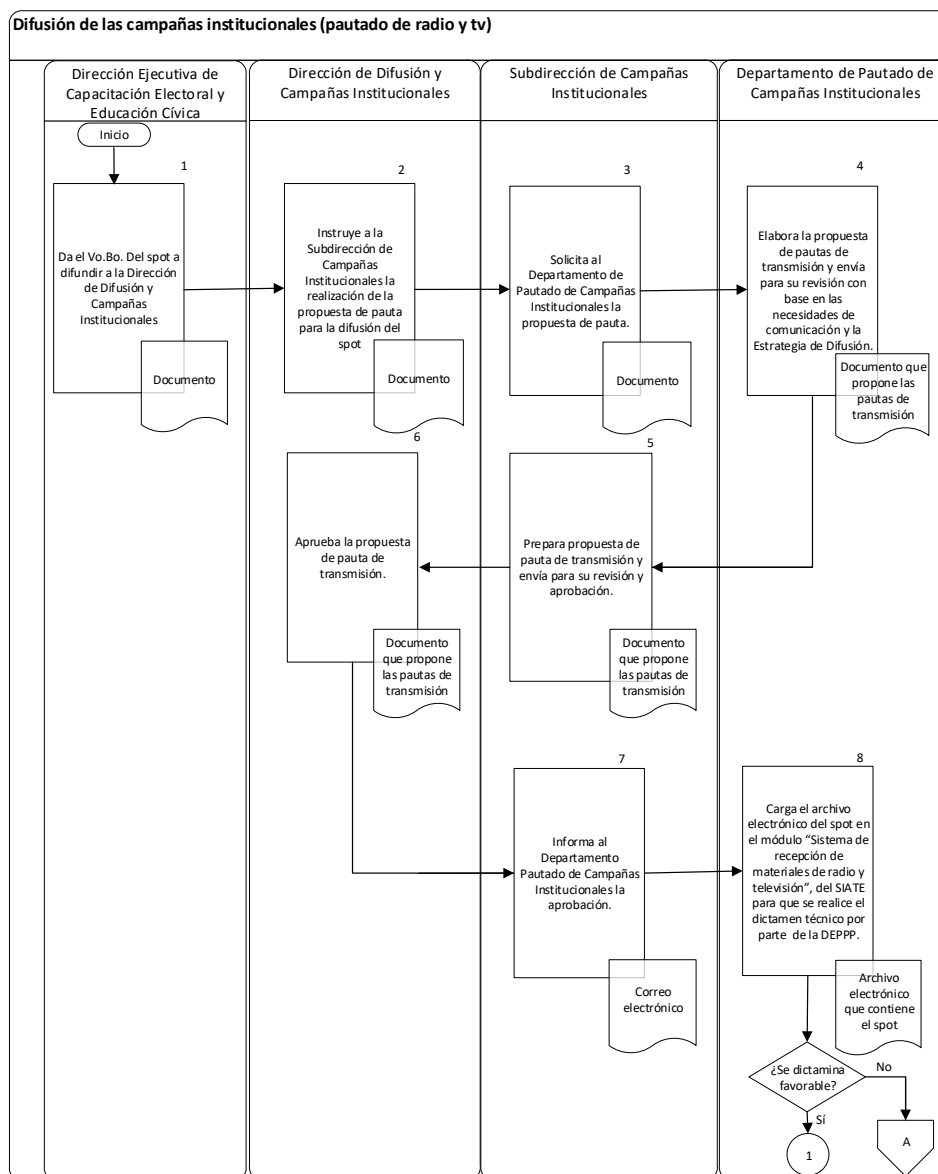 Difusión de las campañas institucionales (pautado de radio y tv)
Dirección Ejecutiva de
Capacitación Electoral y
Educación Cívica
Dirección de Difusión y
Campañas Institucionales
Subdirección de Campañas
Institucionales
Departamento de Pautado de
Campañas Institucionales
Inicio
1
Da el Vo.Bo. Del spot a
difundir a la Dirección
de Difusión y
Campañas
Institucionales
Documento
2
Instruye a la
Subdirección de
Campañas
Institucionales la
realización de la
propuesta de pauta
para la difusión del
spot
Documento
3
Solicita al
Departamento de
Pautado de Campañas
Institucionales la
propuesta de pauta.
Documento
4
Elabora la propuesta
de pautas de
transmisión y envía
para su revisión con
base en las
necesidades de
comunicación y la
Estrategia de Difusión.
Documento que
propone las
pautas de
transmisión
5
Prepara propuesta de
pauta de transmisión y
envía para su revisión y
aprobación.
Documento
que propone
las pautas de
transmisión
6
Aprueba la propuesta
de pauta de
transmisión.
Documento
que propone
las pautas de
transmisión
7
Informa al
Departamento
Pautado de Campañas
Institucionales la
aprobación.
Correo
electrónico
8
Carga el archivo
electrónico del spot en
el módulo “Sistema de
recepción de
materiales de radio y
televisión”, del SIATE
para que se realice el
dictamen técnico por
parte de la DEPPP.
Archivo
electrónico
que contiene
el spot
¿Se dictamina
favorable?
No
Sí
1
A